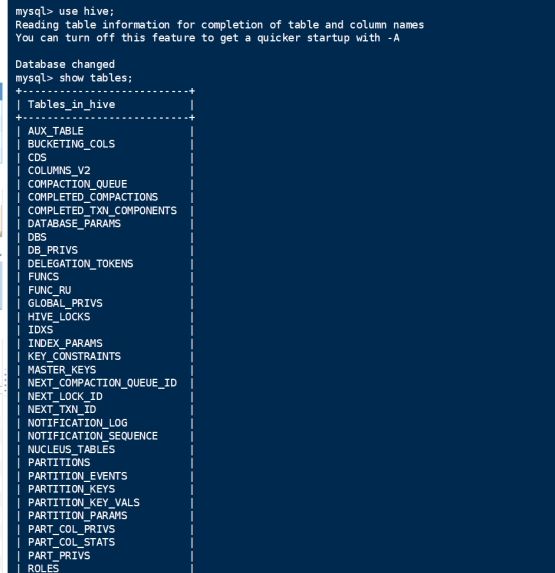 mysql> use hive;
Reading table information for completion of table and column names
You can turn off this feature to get a quicker startup with -A
Database changed
mysql> show tables;
+---------------------------+
| Tables_in_hive            |
+---------------------------+
| AUX_TABLE                 |
| BUCKETING_COLS            |
| CDS                       |
| COLUMNS_V2                |
| COMPACTION_QUEUE          |
| COMPLETED_COMPACTIONS     |
| COMPLETED_TXN_COMPONENTS  |
| DATABASE_PARAMS           |
| DBS                       |
| DB_PRIVS                  |
| DELEGATION_TOKENS         |
| FUNCS                     |
| FUNC_RU                   |
| GLOBAL_PRIVS              |
| HIVE_LOCKS                |
| IDXS                      |
| INDEX_PARAMS              |
| KEY_CONSTRAINTS           |
| MASTER_KEYS               |
| NEXT_COMPACTION_QUEUE_ID  |
| NEXT_LOCK_ID              |
| NEXT_TXN_ID               |
| NOTIFICATION_LOG          |
| NOTIFICATION_SEQUENCE     |
| NUCLEUS_TABLES            |
| PARTITIONS                |
| PARTITION_EVENTS          |
| PARTITION_KEYS            |
| PARTITION_KEY_VALS        |
| PARTITION_PARAMS          |
| PART_COL_PRIVS            |
| PART_COL_STATS            |
| PART_PRIVS                |
| ROLES                     |